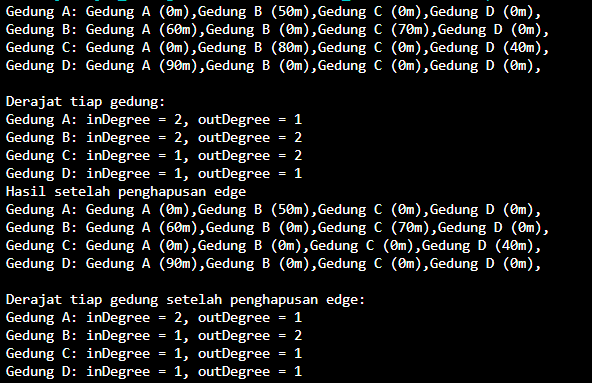 Gedung A: Gedung A (0m),Gedung B (50m),Gedung C (0m),Gedung D (0m),
Gedung B: Gedung A (60m),Gedung B (0m),Gedung C (70m),Gedung D (0m),
Gedung C: Gedung A (0m),Gedung B (80m),Gedung C (0m),Gedung D (40m),
Gedung D: Gedung A (90m),Gedung B (0m),Gedung C (0m),Gedung D (0m),
Derajat tiap gedung:
Gedung A: inDegree = 2, outDegree = 1
Gedung B: inDegree = 2, outDegree = 2
Gedung C: inDegree = 1, outDegree = 2
Gedung D: inDegree = 1, outDegree = 1
Hasil setelah penghapusan edge
Gedung A: Gedung A (0m),Gedung B (50m),Gedung C (0m),Gedung D (0m),
Gedung B: Gedung A (60m),Gedung B (0m),Gedung C (70m),Gedung D (0m),
Gedung C: Gedung A (0m),Gedung B (0m),Gedung C (0m),Gedung D (40m),
Gedung D: Gedung A (90m),Gedung B (0m),Gedung C (0m),Gedung D (0m),
Derajat tiap gedung setelah penghapusan edge:
Gedung A: inDegree = 2, outDegree = 1
Gedung B: inDegree = 1, outDegree = 2
Gedung C: inDegree = 1, outDegree = 1
Gedung D: inDegree = 1, outDegree = 1